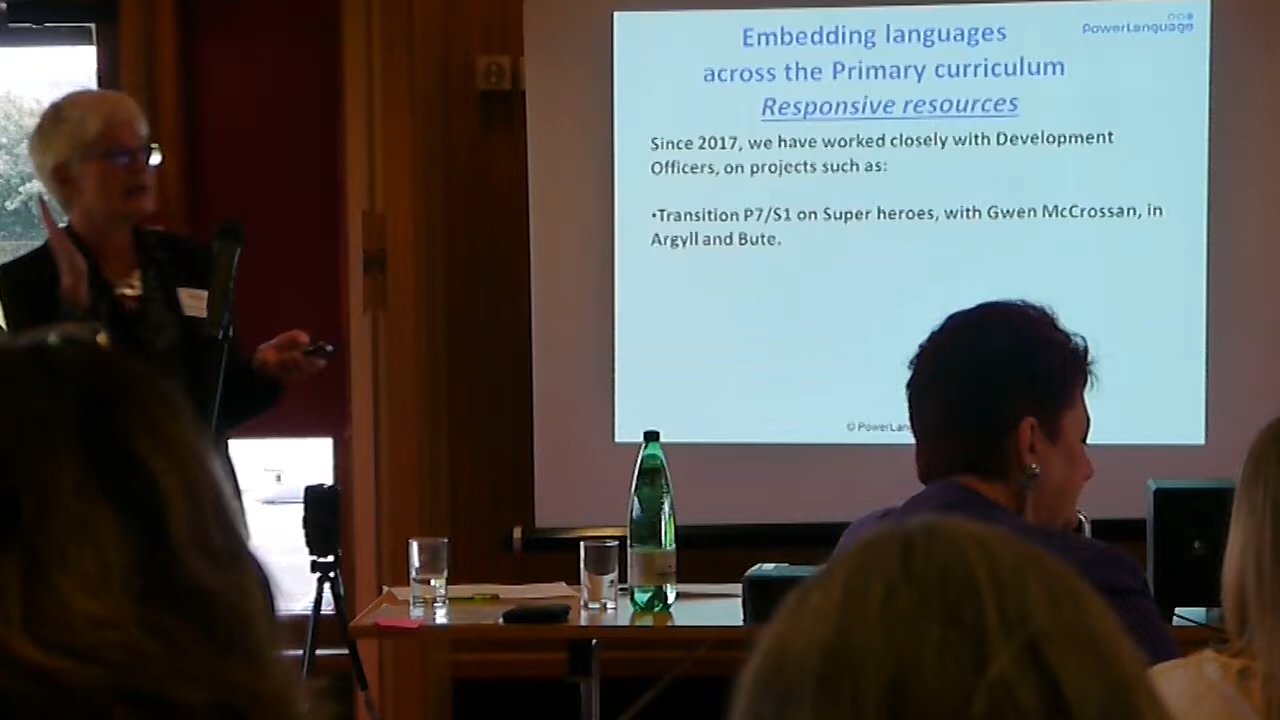 Embedding languages
PowerLanguage
across the Primary curriculum
Responsive resources
Since 2017, we have worked closely with Development
Officers, on projects such as:
•Transition P7/S1 on Super heroes, with Gwen McCrossan, in
Argyll and Bute.
© PowerLan